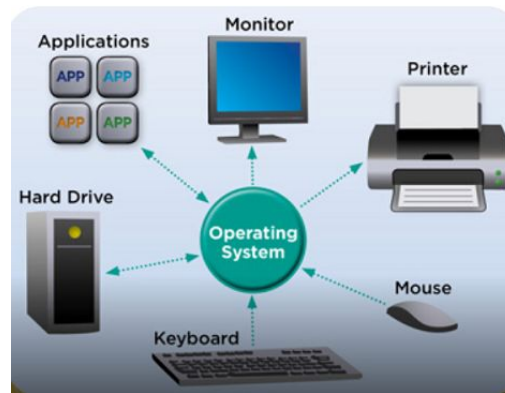 Monitor
Applications
Printer
APP APP
APP APP
Hard Drive
Operating
System
Mouse
Keyboard